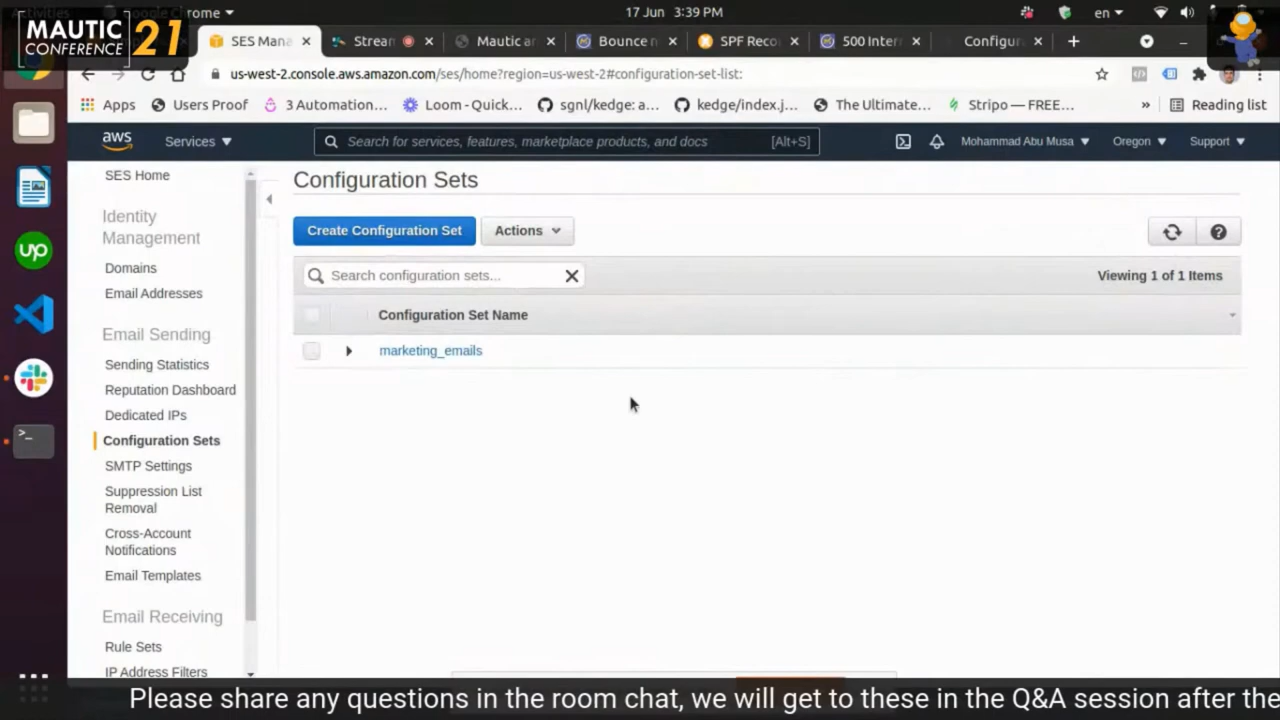 Activities
Google Chrome
17 Jun 3:39 PM
en
MAUTIC
CONFERENCE
21
SES Mana
Stream
Mautic a
Bounce n
SPF Reco
500 Inter
Configur
us-west-2.console.aws.amazon.com/ses/home?region=us-west-2#configuration-set-list:
Apps
Users Proof
3 Automation...
Loom - Quick...
sgnl/kedge: a...
kedge/index.j...
The Ultimate...
Stripo — FREE...
»
Reading list
aws
Services
Search for services, features, marketplace products, and docs
[Alt+S]
Mohammad Abu Musa
Oregon
Support
SES Home
Identity
Management
Domains
Email Addresses
Email Sending
Sending Statistics
Reputation Dashboard
Dedicated IPs
Configuration Sets
SMTP Settings
Suppression List
Removal
Cross-Account
Notifications
Email Templates
Email Receiving
Rule Sets
IP Address Filters
Configuration Sets
Create Configuration Set
Actions
Search configuration sets...
Viewing 1 of 1 Items
Configuration Set Name
marketing_emails
up
Please share any questions in the room chat, we will get to these in the Q&A session after the